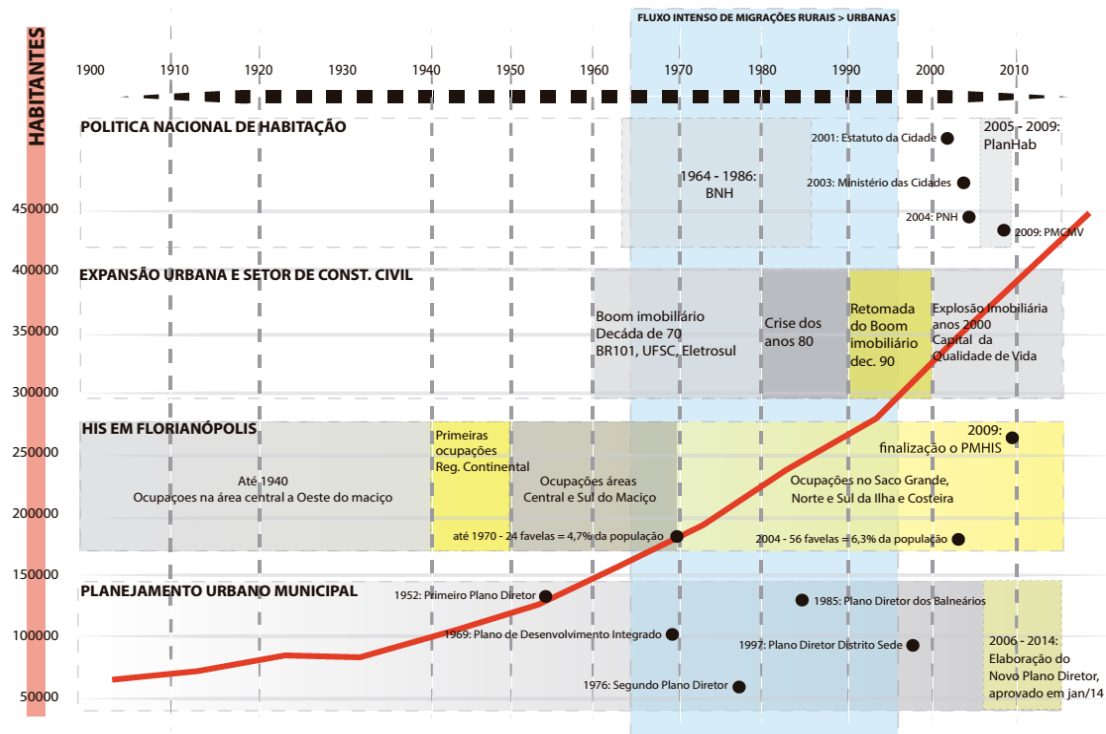 FLUXO INTENSO DE MIGRAÇÕES RURAIS > URBANAS
HABITANTES
1900 1910 1920 1930 1940 1950 1960 1970 1980 1990 2000 2010
POLITICA NACIONAL DE HABITAÇÃO
2001: Estatuto da Cidade
2005 - 2009:
PlanHab
1964 - 1986:
BNH
2003: Ministério das Cidades
450000
2004: PNH
2009: PMCMV
400000
EXPANSÃO URBANA E SETOR DE CONST. CIVIL
Boom imobiliário
Decáda de 70
BR101, UFSC, Eletrosul
Crise dos
anos 80
Retomada
do Boom
imobiliário
dec. 90
Explosão Imobiliária
anos 2000
Capital da
Qualidade de Vida
350000
300000
HIS EM FLORIANÓPOLIS
Até 1940
Ocupaçoes na área central a Oeste do maciço
Primeiras
ocupações
Reg. Continental
Ocupações áreas
Central e Sul do Maciço
2009:
finalização o PMHIS
Ocupações no Saco Grande,
Norte e Sul da Ilha e Costeira
250000
200000
até 1970 - 24 favelas = 4,7% da população
2004 - 56 favelas = 6,3% da população
150000
PLANEJAMENTO URBANO MUNICIPAL
1952: Primeiro Plano Diretor
1985: Plano Diretor dos Balneários
100000
1969: Plano de Desenvolvimento Integrado
1997: Plano Diretor Distrito Sede
2006 - 2014:
Elaboração do
Novo Plano Diretor,
aprovado em jan/14
1976: Segundo Plano Diretor
50000